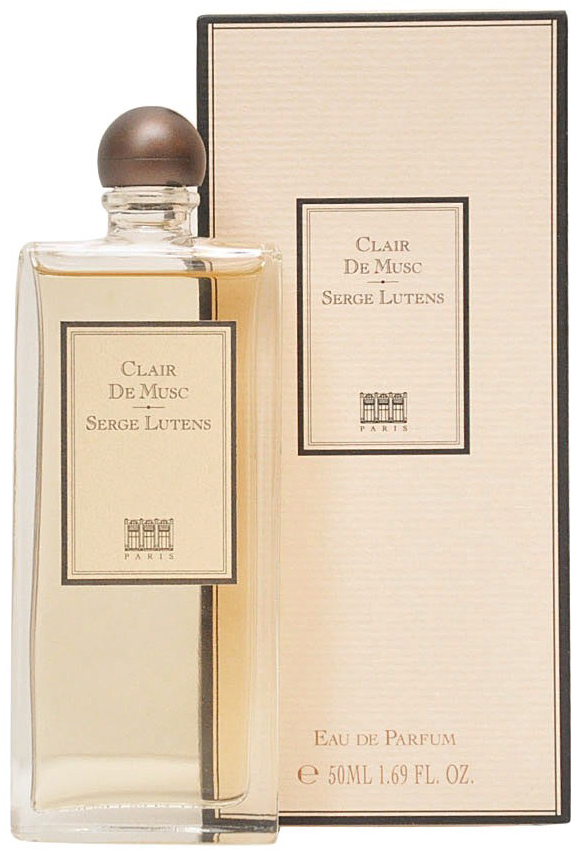 CLAIR
DE MUSC
SERGE LUTENS
PARIS
CLAIR
DE MUSC
SERGE LUTENS
PARIS
EAU DE PARFUM
℮ 50ML 1.69 FL. OZ.